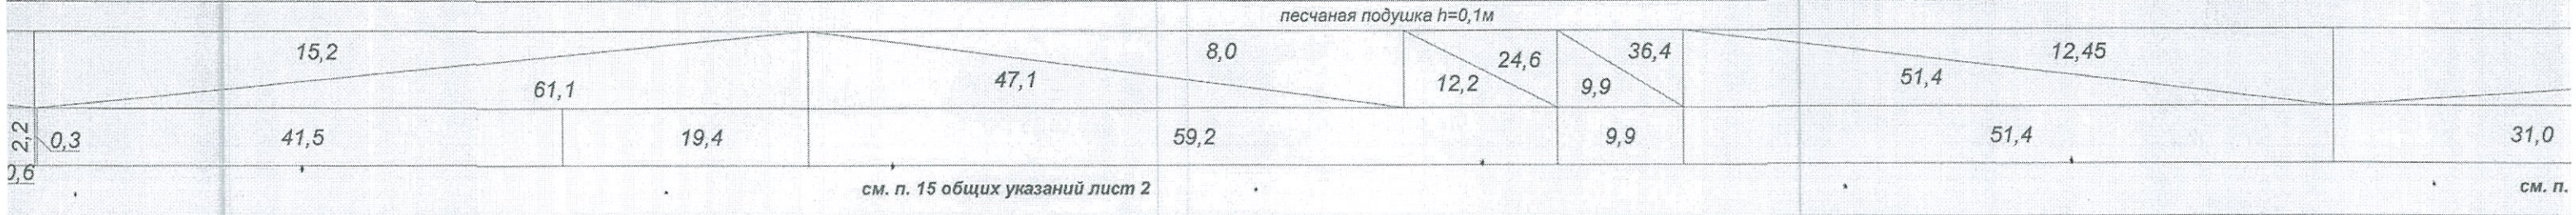 песчаная подушка h=0,1м
15,2 8,0 24,6 36,4 12,45
61,1 47,1 12,2 9,9 51,4
2,2 0,3 41,5 19,4 59,2 9,9 51,4 31,0
0,6
см. п. 15 общих указаний лист 2 см. п.